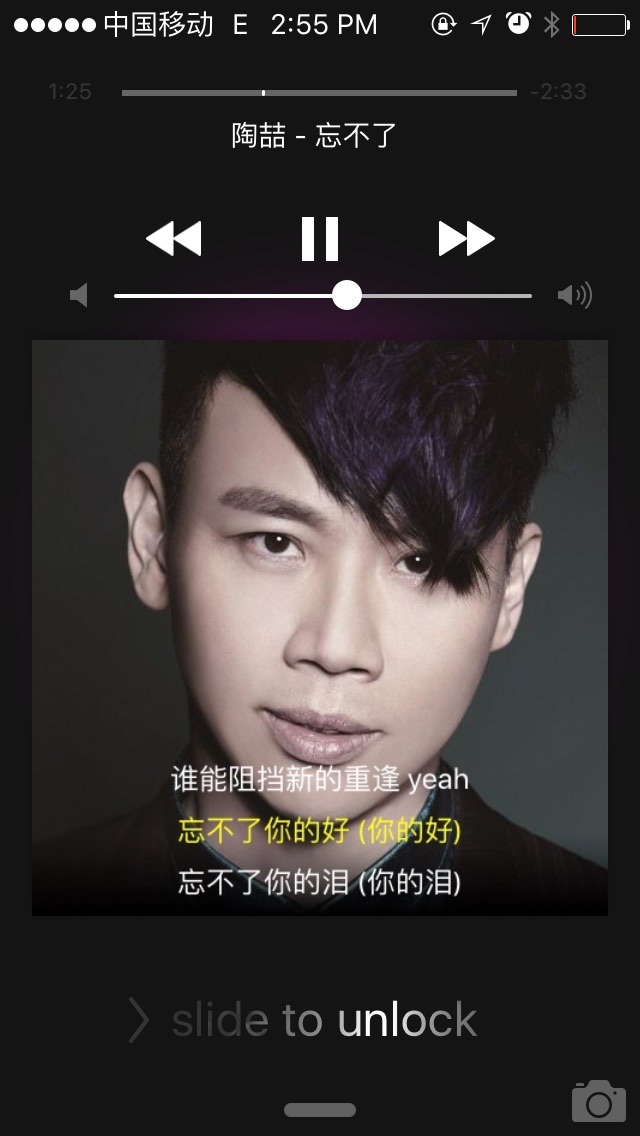 中国移动 E 2:55 PM
1:25 -2:33
陶喆 - 忘不了
谁能阻挡新的重逢 yeah
忘不了你的好 (你的好)
忘不了你的泪 (你的泪)
slide to unlock